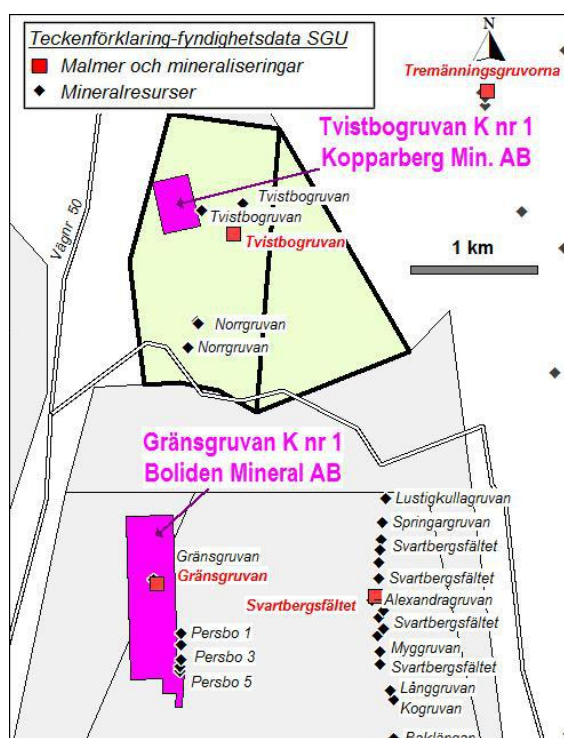 Teckenförklaring-fyndighetsdata SGU
Malmer och mineraliseringar
Mineralresurser
N
Tremänningsgruvorna
Tvistbogruvan K nr 1
Kopparberg Min. AB
Vägnr 50
Tvistbogruvan
Tvistbogruvan
Tvistbogruvan
1 km
Norrgruvan
Norrgruvan
Gränsgruvan K nr 1
Boliden Mineral AB
Lustigkullagruvan
Springargruvan
Svartbergsfältet
Gränsgruvan
Gränsgruvan
Svartbergsfältet
Svartbergsfältet
Alexandragruvan
Svartbergsfältet
Persbo 1
Myggruvan
Persbo 3
Svartbergsfältet
Persbo 5
Långgruvan
Kogruvan